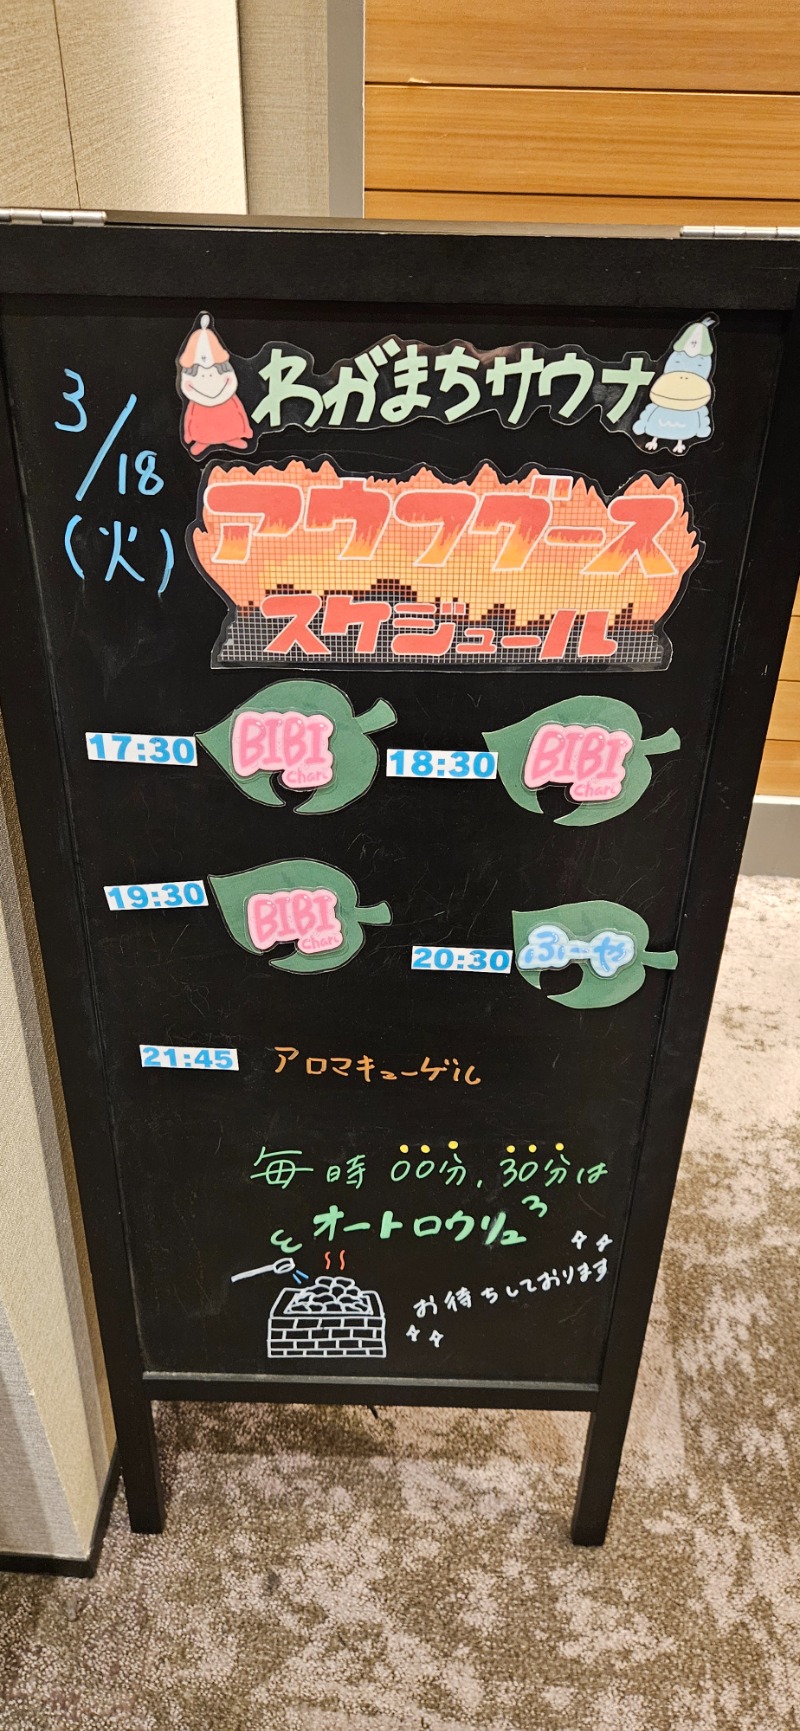 わがまちサウナ
3/18
(火)
アウフグース
スケジュール
17:30 BIBI chan
18:30 BIBI chan
19:30 BIBI chan
20:30 ふぃーや
21:45 アロマキューゲル
毎時 00分、30分は
オートロウリュ
お待ちしております